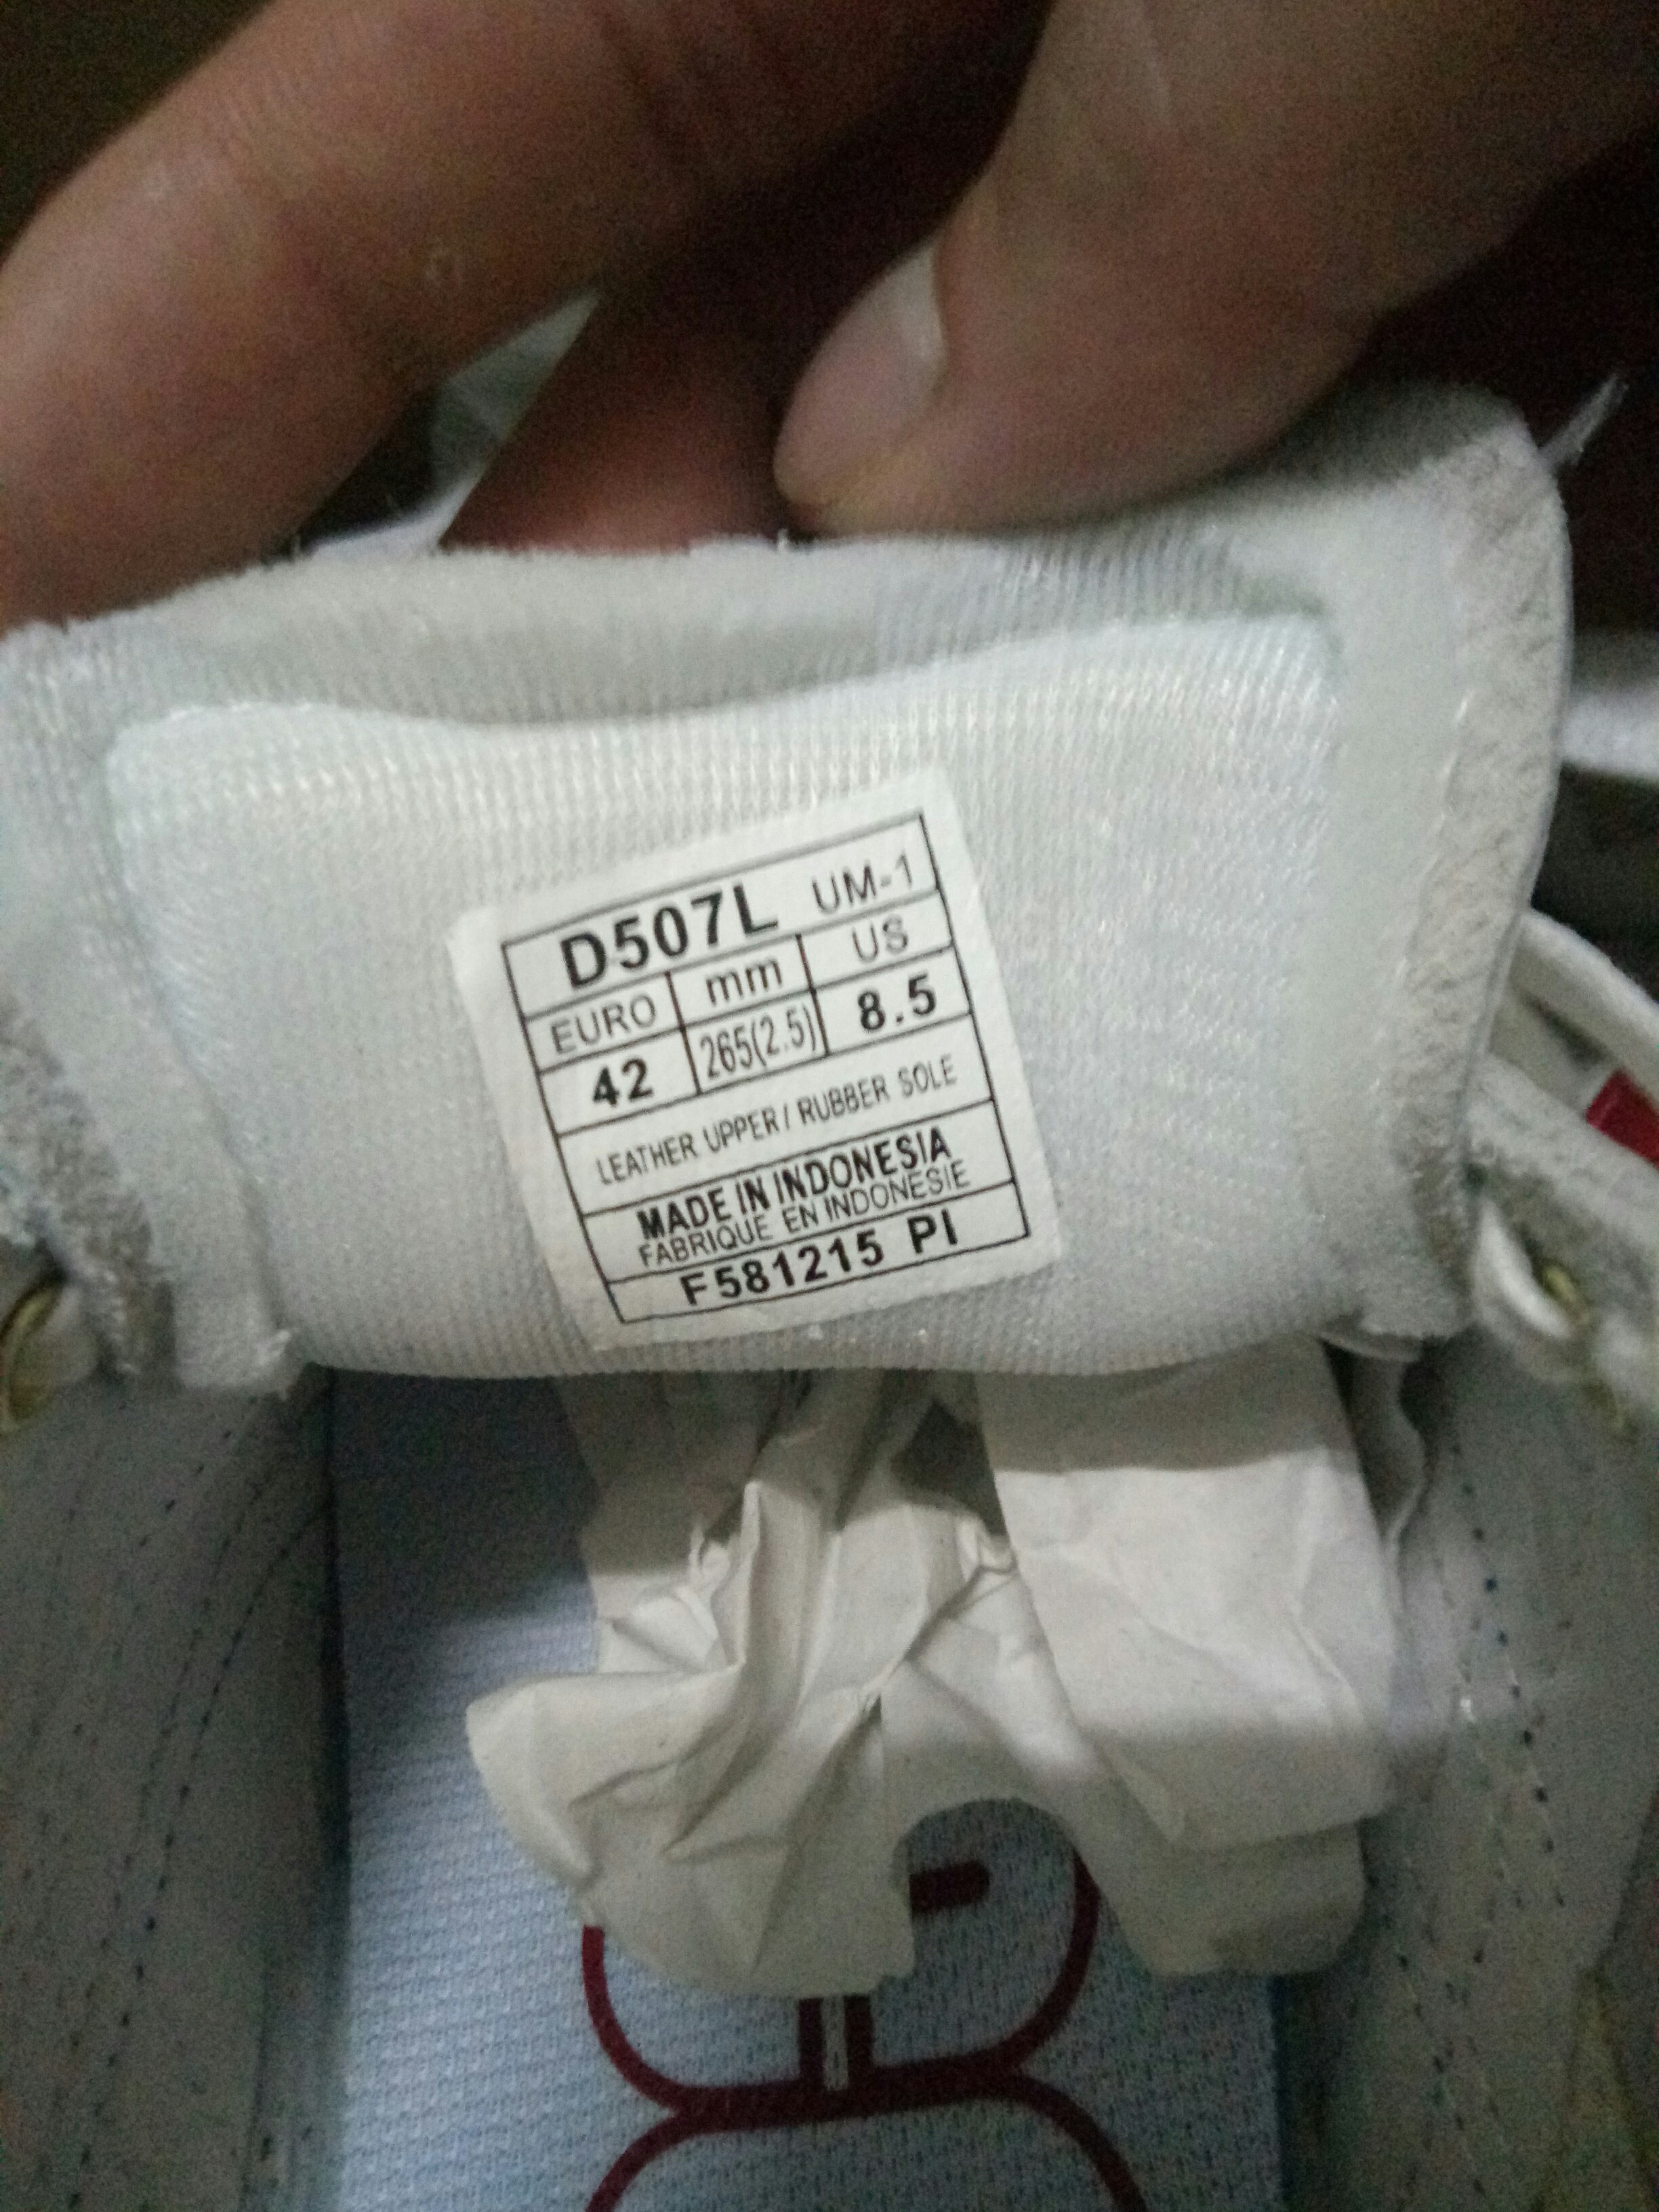 D507L UM-1
EURO mm US
42 265(2.5) 8.5
LEATHER UPPER / RUBBER SOLE
MADE IN INDONESIA
FABRIQUE EN INDONESIE
F581215 PI